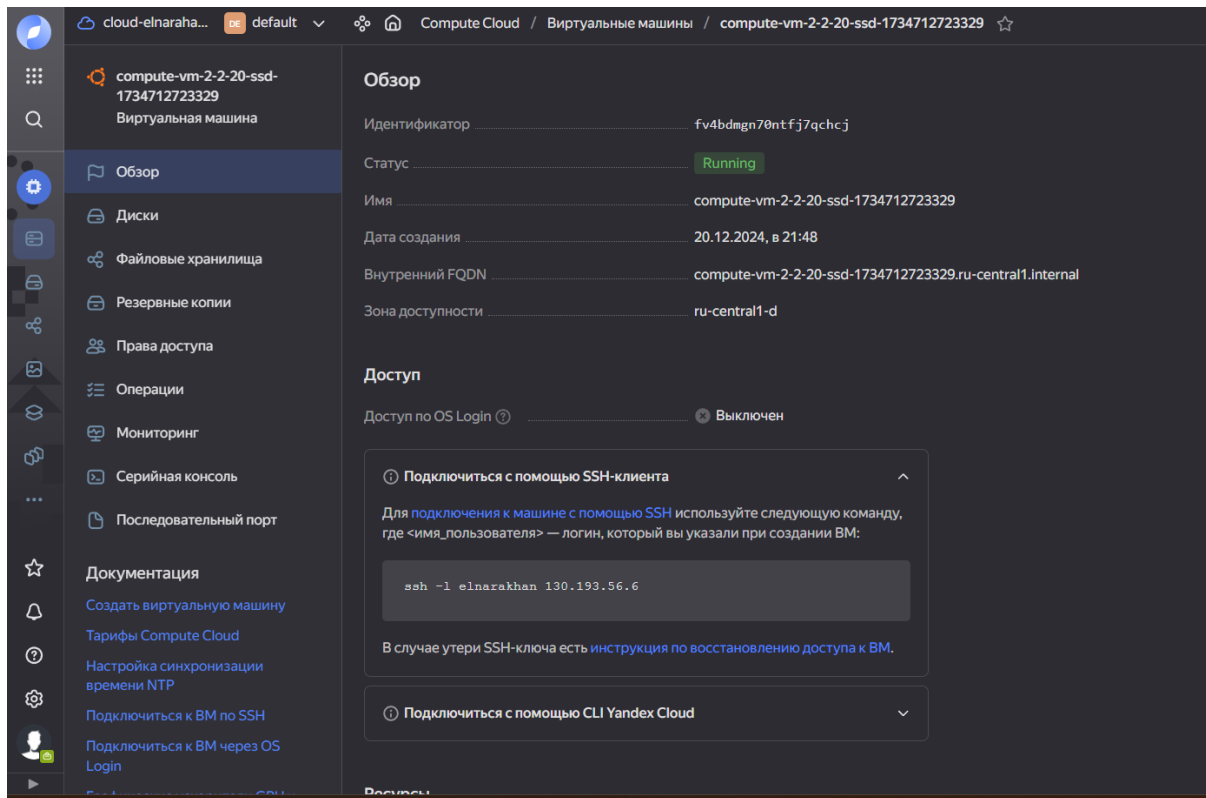 cloud-elnaraha... DE default
Compute Cloud / Виртуальные машины / compute-vm-2-2-20-ssd-1734712723329
compute-vm-2-2-20-ssd-
1734712723329
Виртуальная машина
Обзор
Диски
Файловые хранилища
Резервные копии
Права доступа
Операции
Мониторинг
Серийная консоль
Последовательный порт
Документация
Создать виртуальную машину
Тарифы Compute Cloud
Настройка синхронизации
времени NTP
Подключиться к ВМ по SSH
Подключиться к ВМ через OS
Login
Обзор
Идентификатор fv4bdmgn70ntfj7qchcj
Статус Running
Имя compute-vm-2-2-20-ssd-1734712723329
Дата создания 20.12.2024, в 21:48
Внутренний FQDN compute-vm-2-2-20-ssd-1734712723329.ru-central1.internal
Зона доступности ru-central1-d
Доступ
Доступ по OS Login Выключен
Подключиться с помощью SSH-клиента
Для подключения к машине с помощью SSH используйте следующую команду,
где <имя_пользователя> — логин, который вы указали при создании ВМ:
ssh -l elnarakhan 130.193.56.6
В случае утери SSH-ключа есть инструкция по восстановлению доступа к ВМ.
Подключиться с помощью CLI Yandex Cloud
Ресурсы